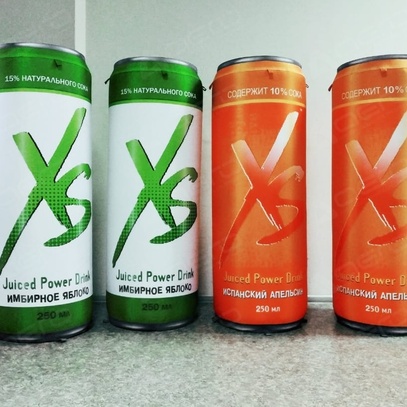 15% НАТУРАЛЬНОГО СОКА
XS
Juiced Power Drink
ИМБИРНОЕ ЯБЛОКО
250 мл
15% НАТУРАЛЬНОГО СОКА
XS
Juiced Power Drink
ИМБИРНОЕ ЯБЛОКО
250 мл
СОДЕРЖИТ 10% СОКА
XS
Juiced Power Drin
ИСПАНСКИЙ АПЕЛЬСИН
250 мл
СОДЕРЖИТ 10%
XS
Juiced Power
ИСПАНСКИЙ АПЕЛЬ
250 мл